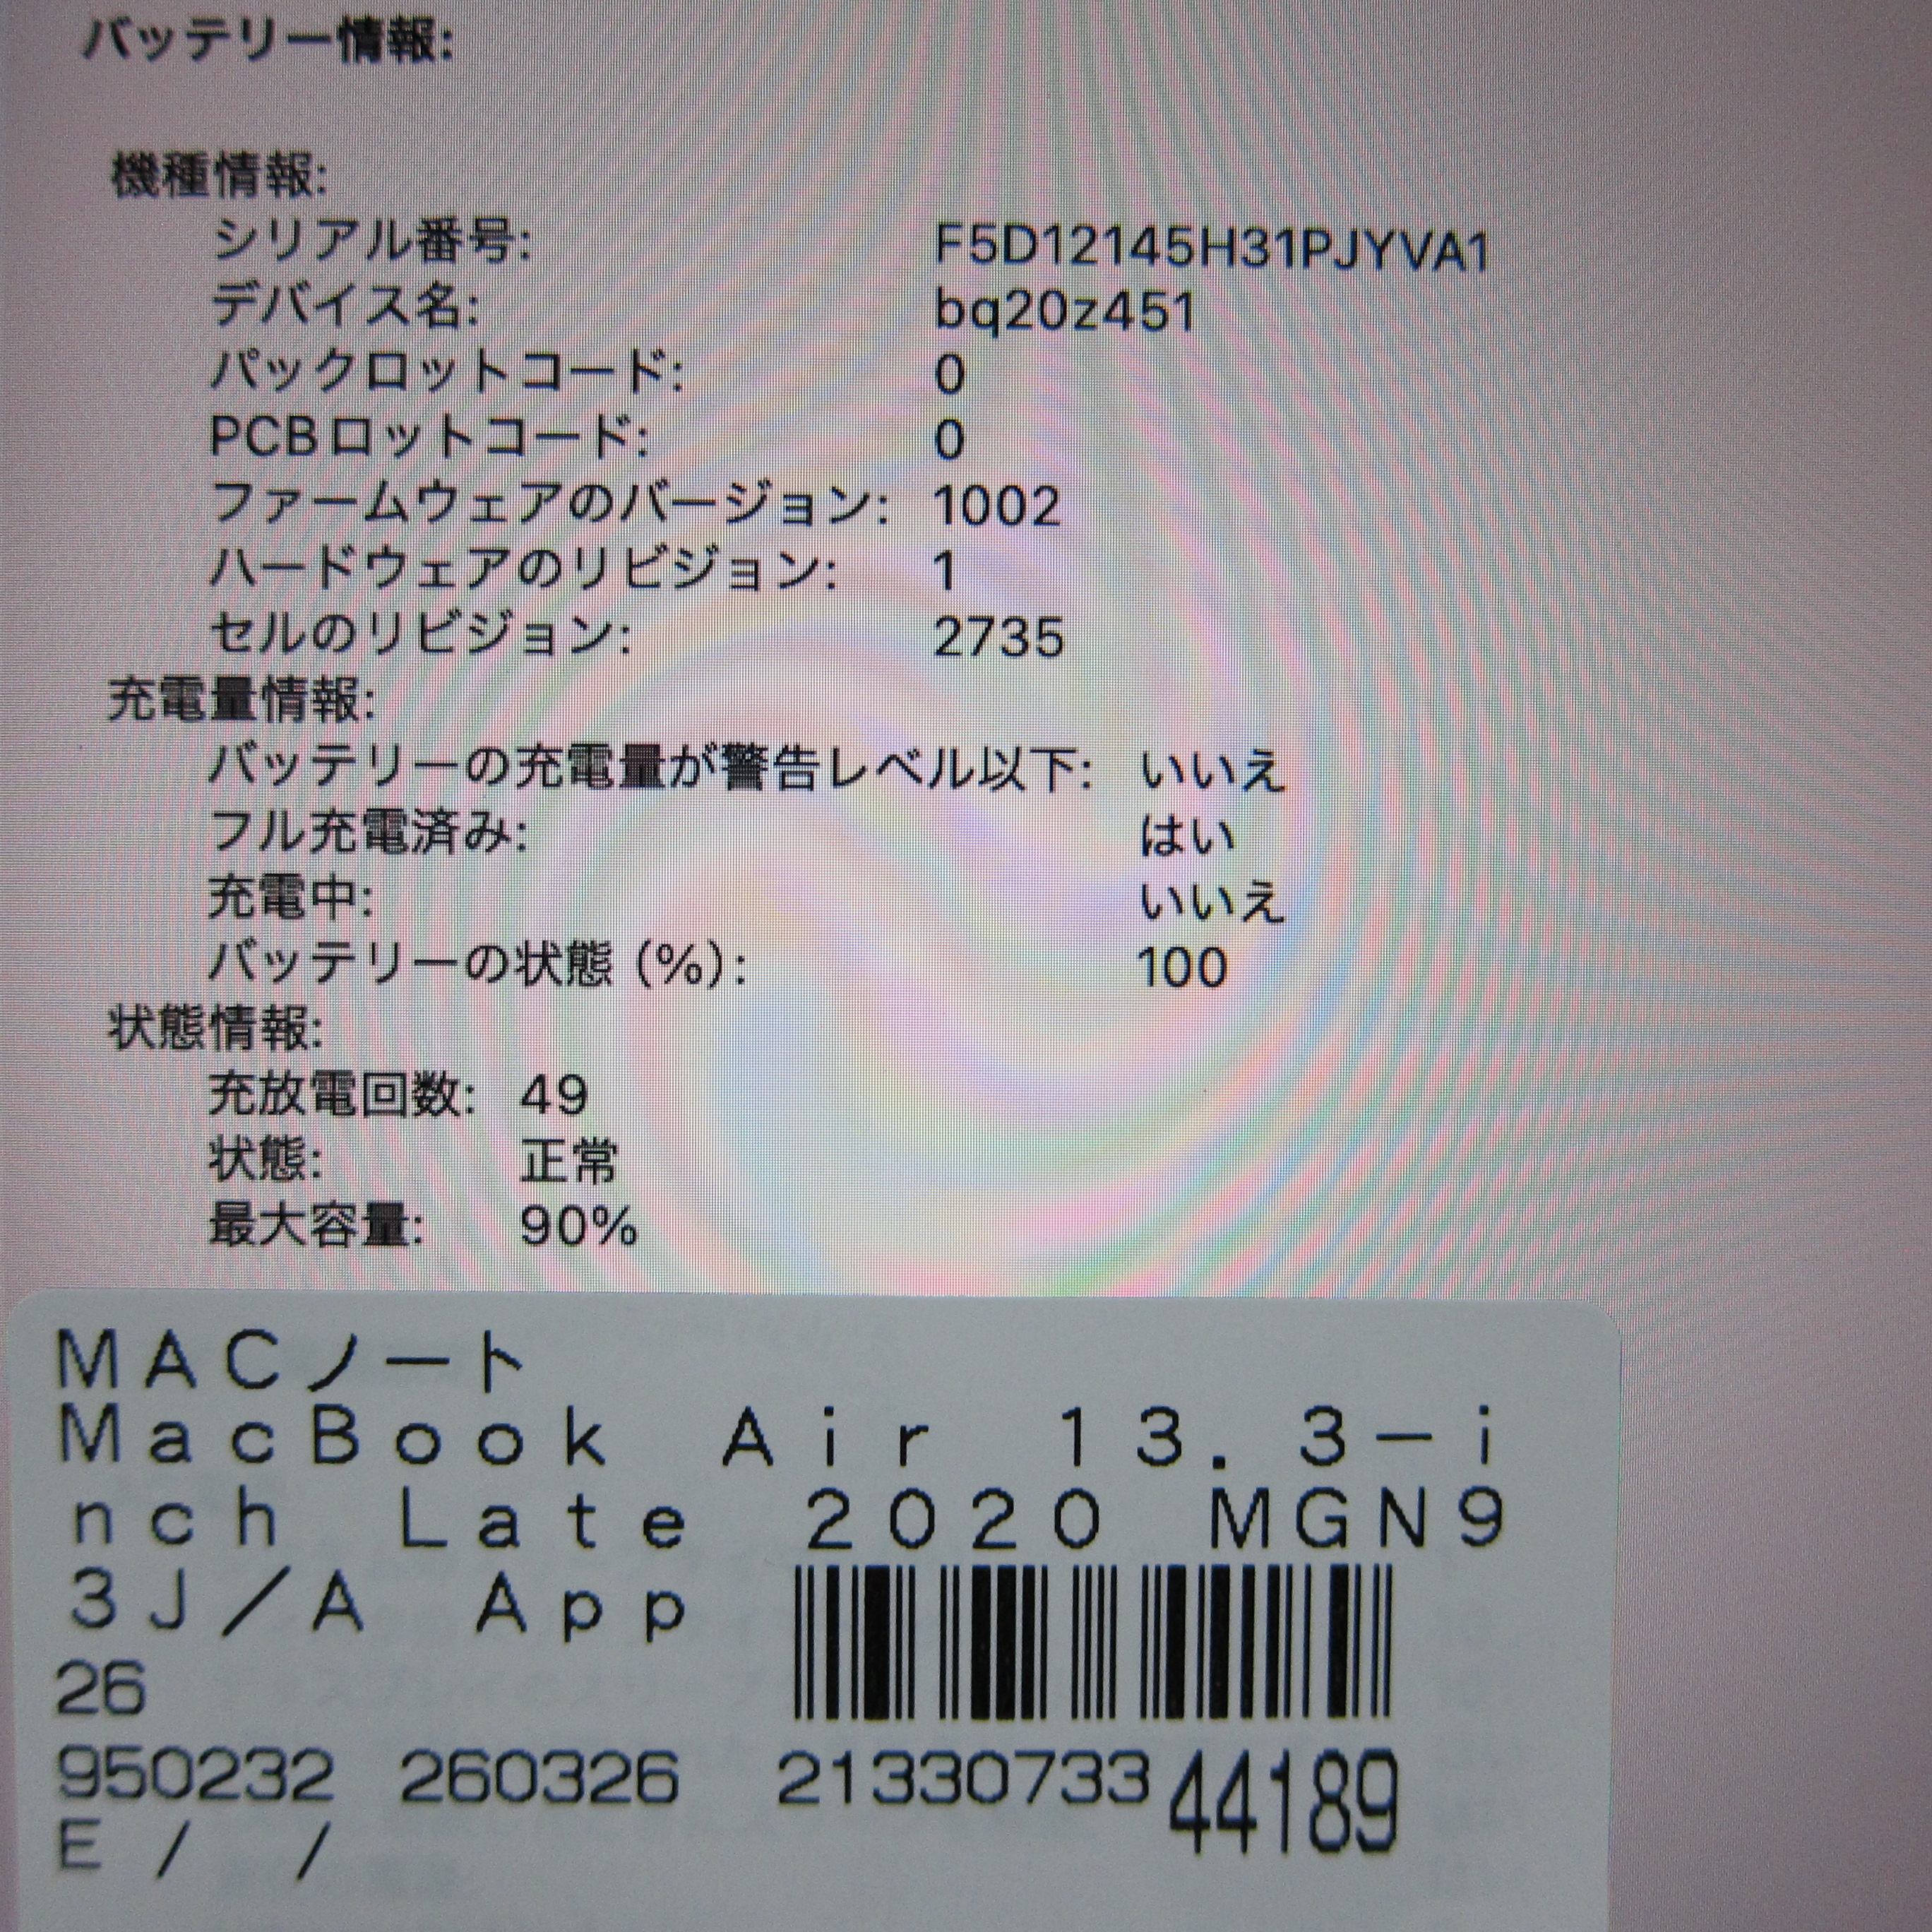 バッテリー情報:
機種情報:
シリアル番号: F5D12145H31PJYVA1
デバイス名: bq20z451
パックロットコード: 0
PCBロットコード: 0
ファームウェアのバージョン: 1002
ハードウェアのリビジョン: 1
セルのリビジョン: 2735
充電量情報:
バッテリーの充電量が警告レベル以下: いいえ
フル充電済み: はい
充電中: いいえ
バッテリーの状態 (%): 100
状態情報:
充放電回数: 49
状態: 正常
最大容量: 90%
MACノート
MacBook Air 13.3-i
nch Late 2020 MGN9
3J/A App
26
950232 260326 2133073344189
E / /